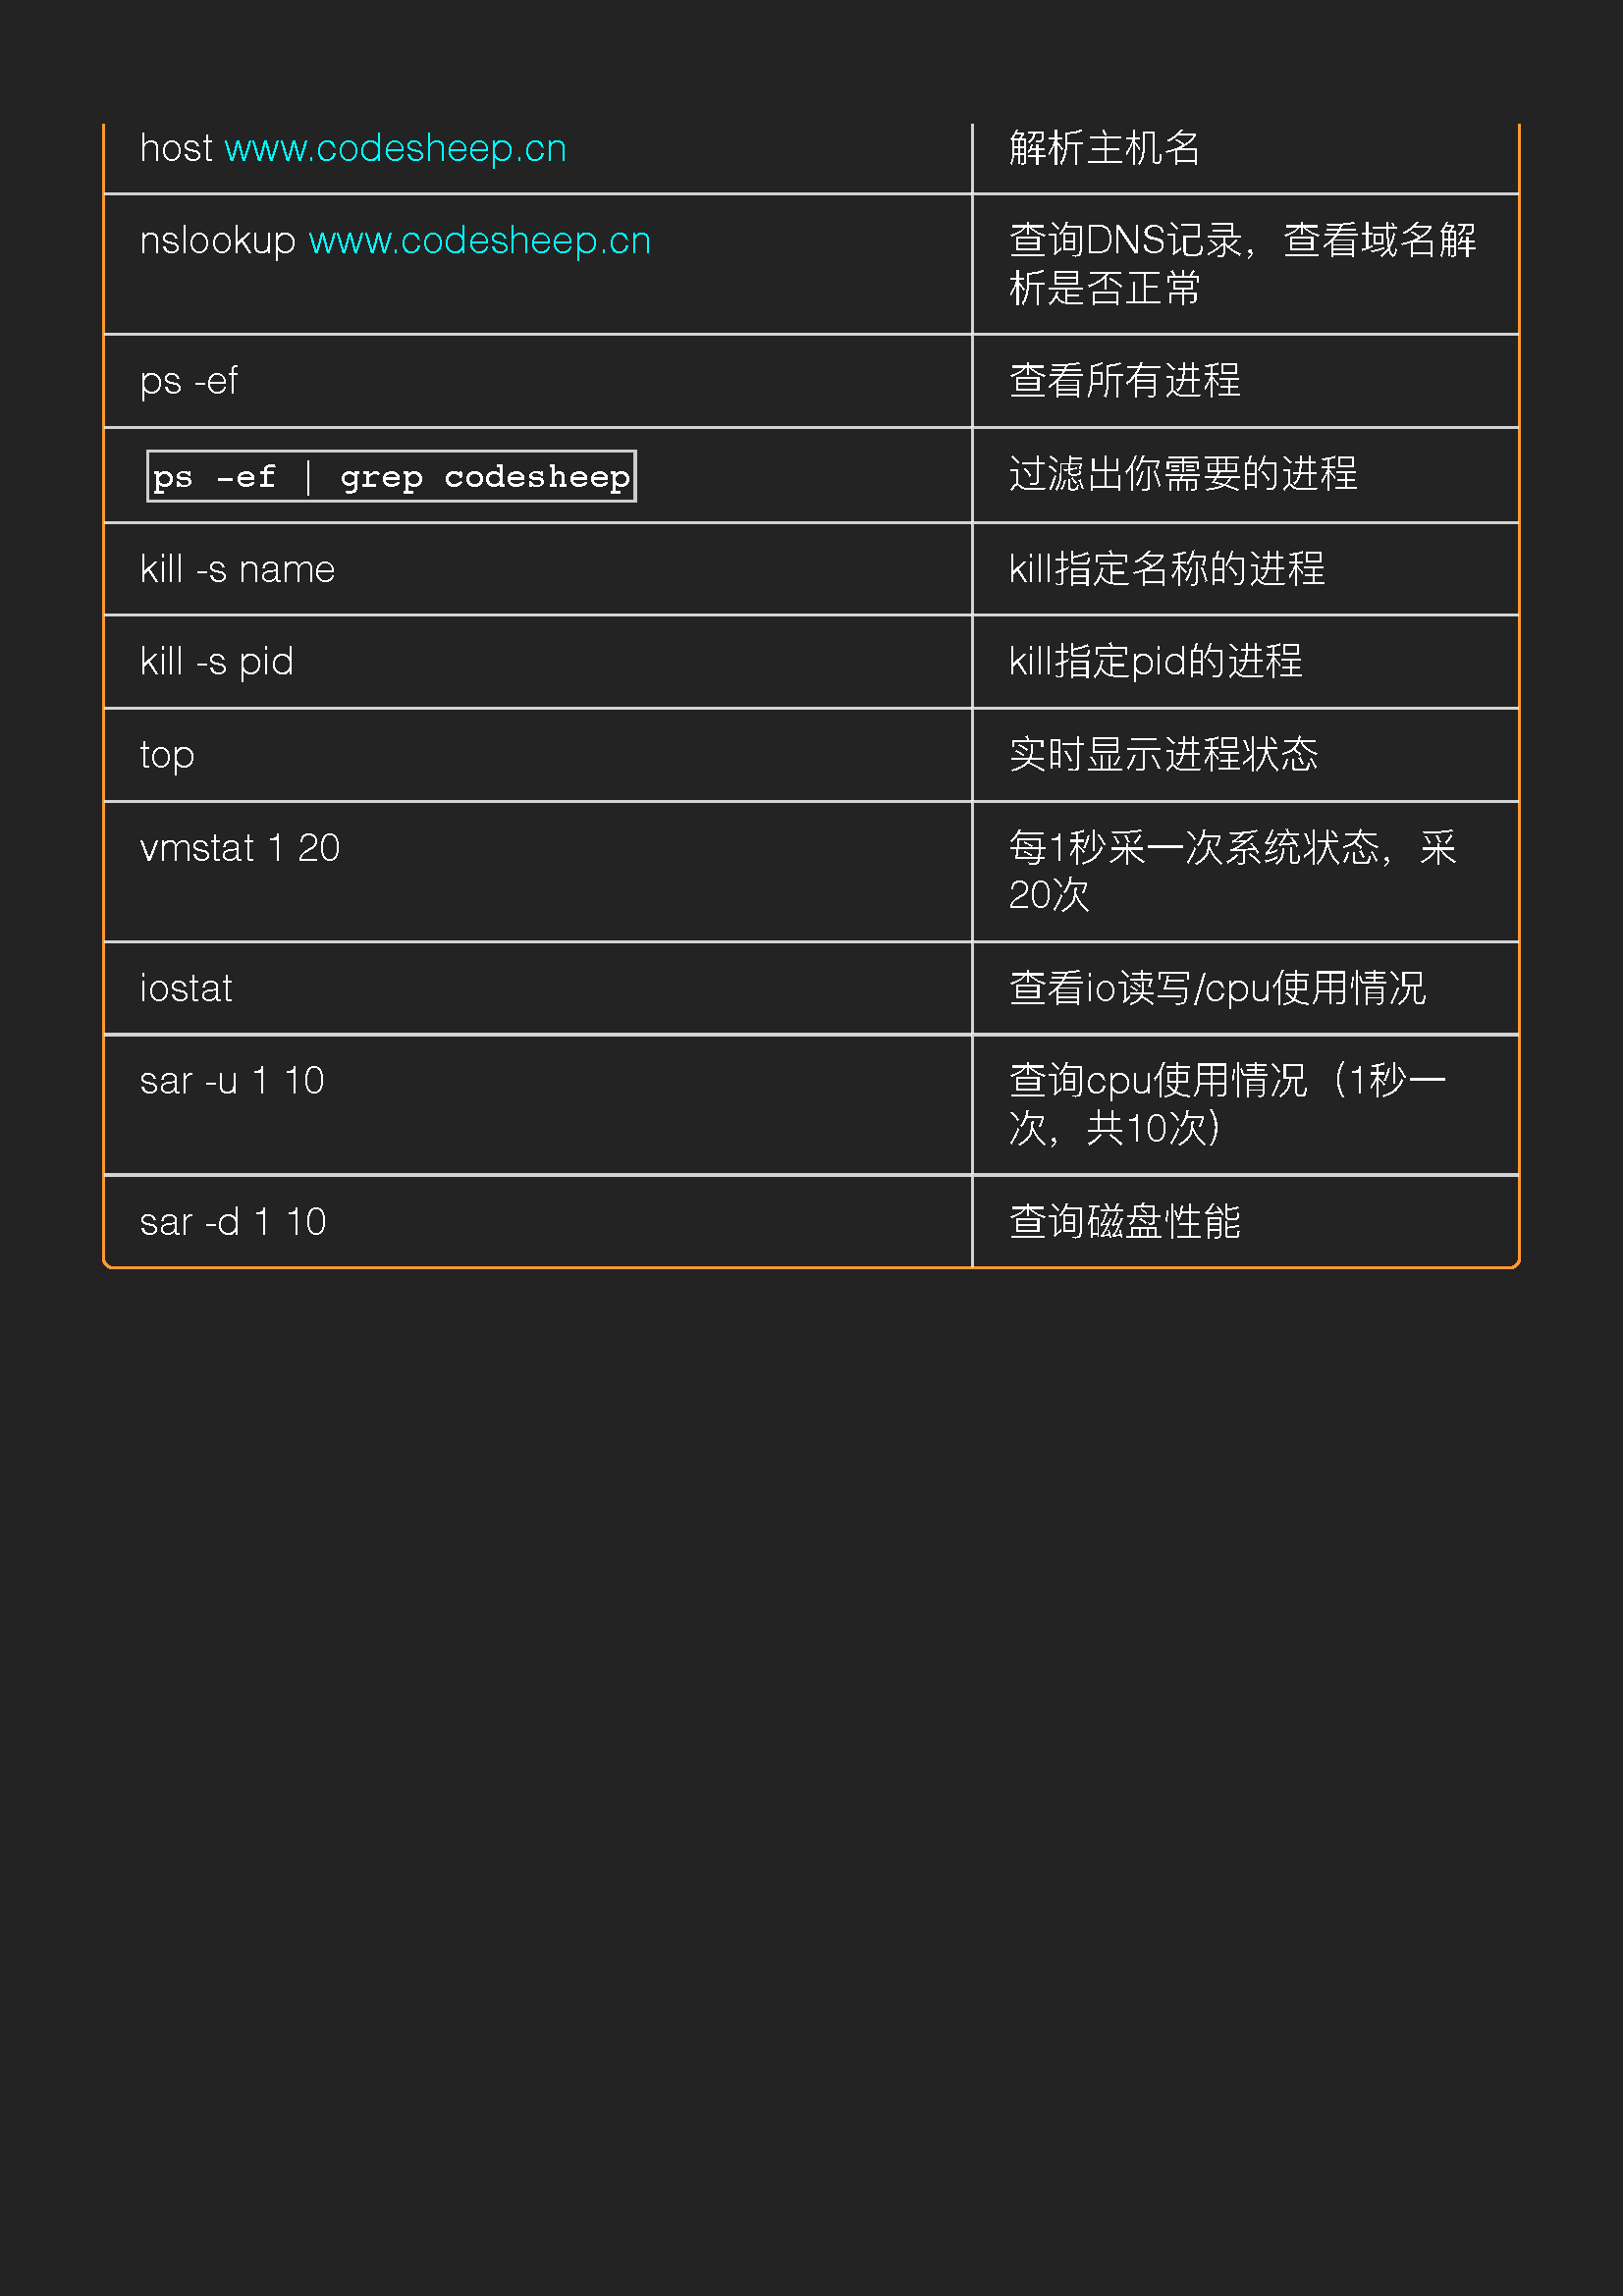 host www.codesheep.cn
解析主机名
nslookup www.codesheep.cn
查询DNS记录，查看域名解
析是否正常
ps -ef
查看所有进程
ps -ef | grep codesheep
过滤出你需要的进程
kill -s name
kill指定名称的进程
kill -s pid
kill指定pid的进程
top
实时显示进程状态
vmstat 1 20
每1秒采一次系统状态，采
20次
iostat
查看io读写/cpu使用情况
sar -u 1 10
查询cpu使用情况（1秒一
次，共10次）
sar -d 1 10
查询磁盘性能